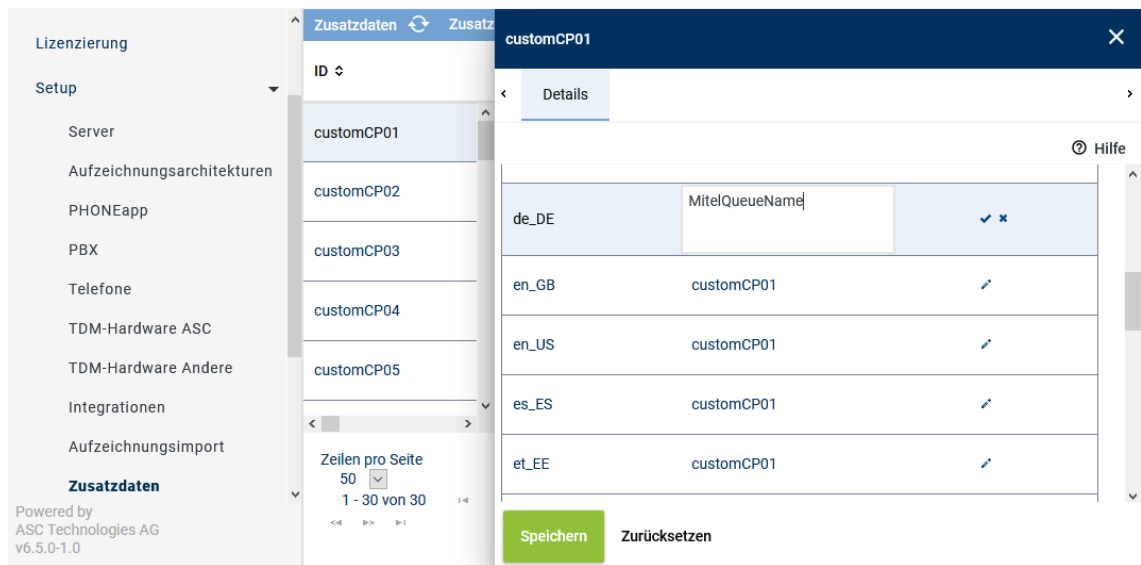 Lizenzierung
Setup
Server
Aufzeichnungsarchitekturen
PHONEapp
PBX
Telefone
TDM-Hardware ASC
TDM-Hardware Andere
Integrationen
Aufzeichnungsimport
Zusatzdaten
Powered by
ASC Technologies AG
v6.5.0-1.0
Zusatzdaten Zusatz
ID
customCP01
customCP02
customCP03
customCP04
customCP05
Zeilen pro Seite
50
1 - 30 von 30
customCP01
Details
Hilfe
de_DE MitelQueueName
en_GB customCP01
en_US customCP01
es_ES customCP01
et_EE customCP01
Speichern Zurücksetzen